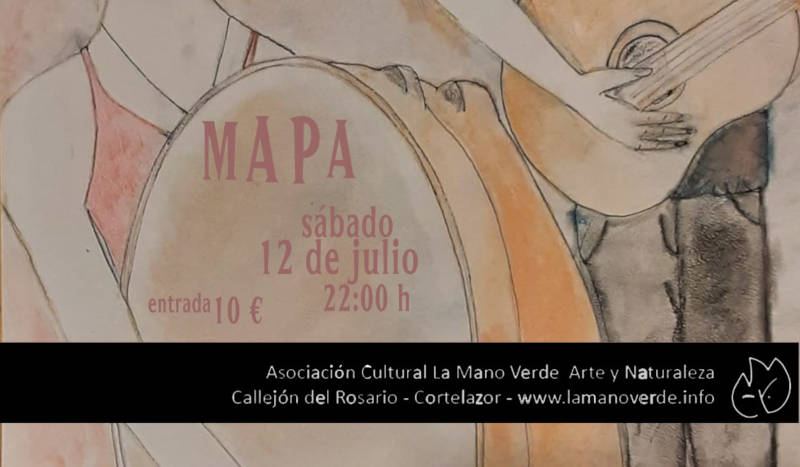 MAPA
sábado
12 de julio
22:00 h
entrada 10 €
Asociación Cultural La Mano Verde Arte y Naturaleza
Callejón del Rosario - Cortelazor - www.lamanoverde.info